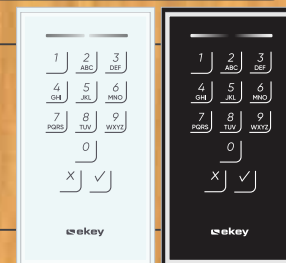 1 2 3
ABC DEF
4 5 6
GHI JKL MNO
7 8 9
PQRS TUV WXYZ
0
ekey
1 2 3
ABC DEF
4 5 6
GHI JKL MNO
7 8 9
PQRS TUV WXYZ
0
ekey